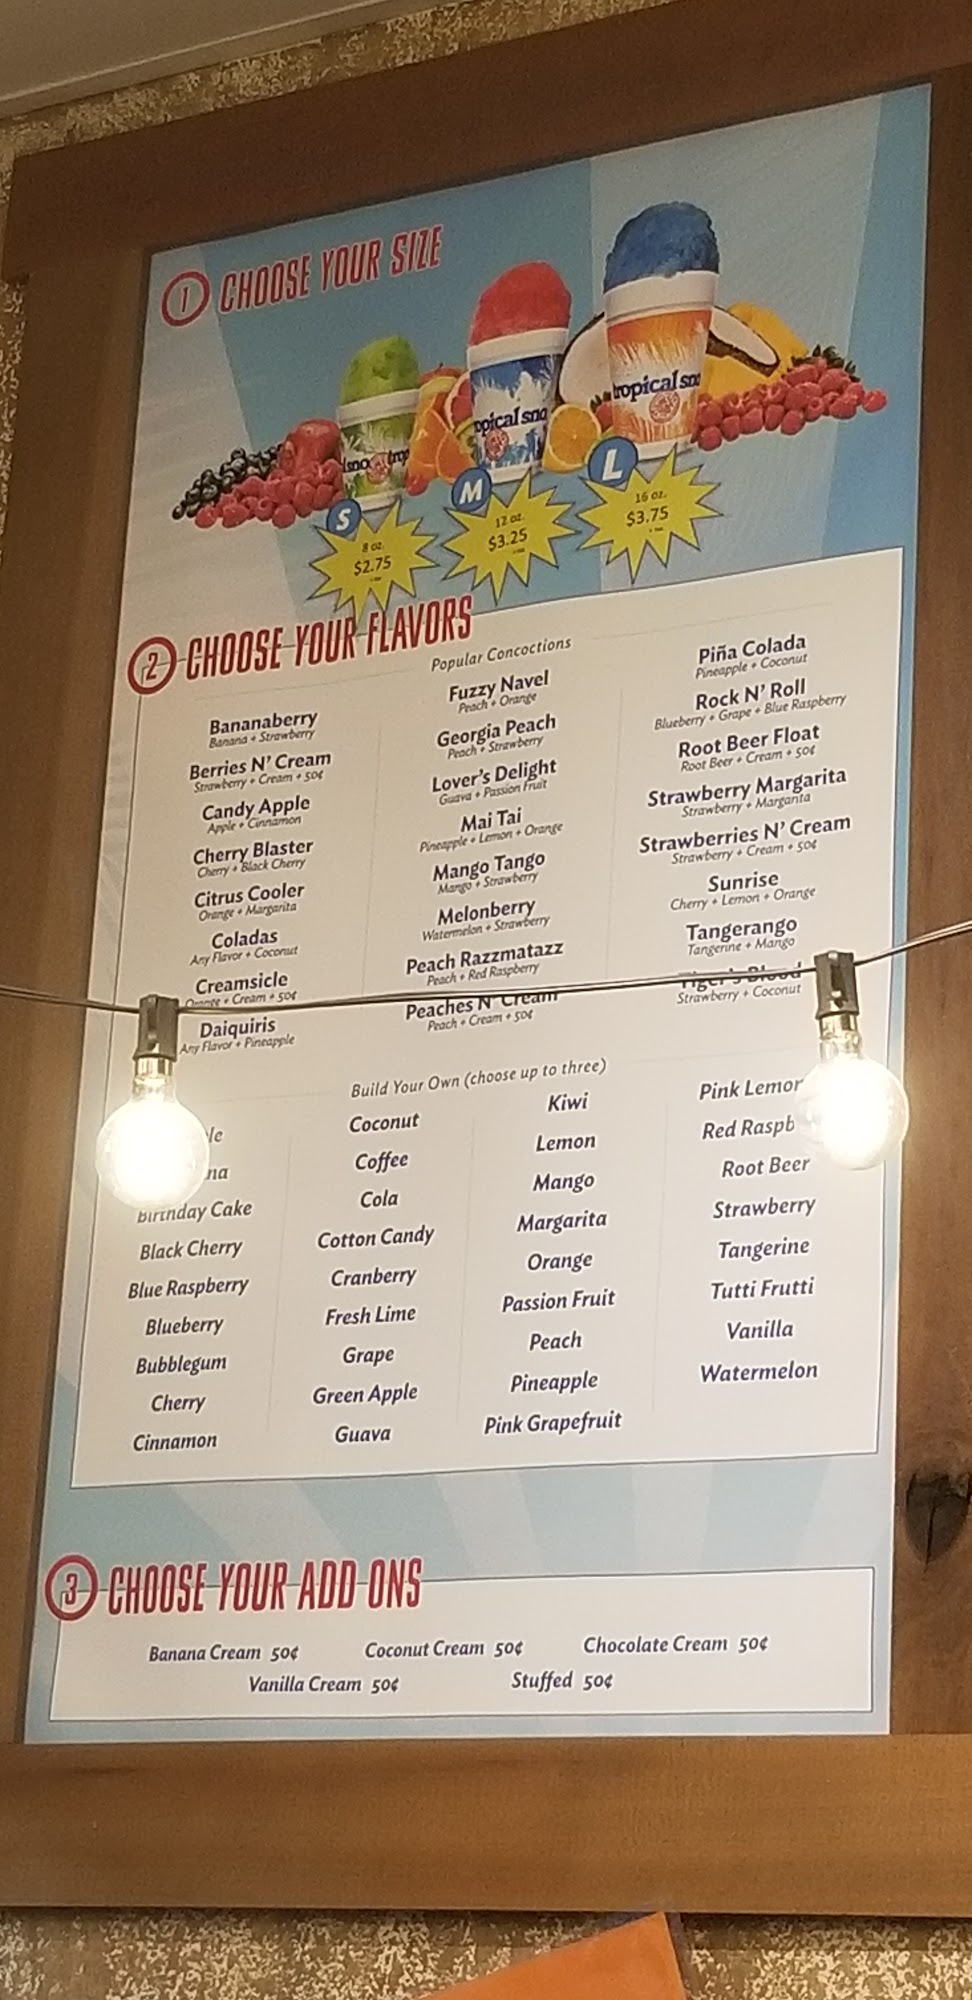 1 CHOOSE YOUR SIZE
tropical sno
S
8 oz.
$2.75
M
12 oz.
$3.25
L
16 oz.
$3.75
2 CHOOSE YOUR FLAVORS
Popular Concoctions
Bananaberry
Banana + Strawberry
Berries N' Cream
Strawberry + Cream + 50¢
Candy Apple
Apple + Cinnamon
Cherry Blaster
Cherry + Black Cherry
Citrus Cooler
Orange + Margarita
Coladas
Any Flavor + Coconut
Creamsicle
Orange + Cream + 50¢
Daiquiris
Any Flavor + Pineapple
Fuzzy Navel
Peach + Orange
Georgia Peach
Peach + Strawberry
Lover's Delight
Guava + Passion Fruit
Mai Tai
Pineapple + Lemon + Orange
Mango Tango
Mango + Strawberry
Melonberry
Watermelon + Strawberry
Peach Razzmatazz
Peach + Red Raspberry
Peaches N' Cream
Peach + Cream + 50¢
Piña Colada
Pineapple + Coconut
Rock N' Roll
Blueberry + Grape + Blue Raspberry
Root Beer Float
Root Beer + Cream + 50¢
Strawberry Margarita
Strawberry + Margarita
Strawberries N' Cream
Strawberry + Cream + 50¢
Sunrise
Cherry + Lemon + Orange
Tangerango
Tangerine + Mango
Tiger's Blood
Strawberry + Coconut
Build Your Own (choose up to three)
Birthday Cake
Black Cherry
Blue Raspberry
Blueberry
Bubblegum
Cherry
Cinnamon
Coconut
Coffee
Cola
Cotton Candy
Cranberry
Fresh Lime
Grape
Green Apple
Guava
Kiwi
Lemon
Mango
Margarita
Orange
Passion Fruit
Peach
Pineapple
Pink Grapefruit
Pink Lemon
Red Raspb
Root Beer
Strawberry
Tangerine
Tutti Frutti
Vanilla
Watermelon
3 CHOOSE YOUR ADD ONS
Banana Cream 50¢ Coconut Cream 50¢ Chocolate Cream 50¢
Vanilla Cream 50¢ Stuffed 50¢